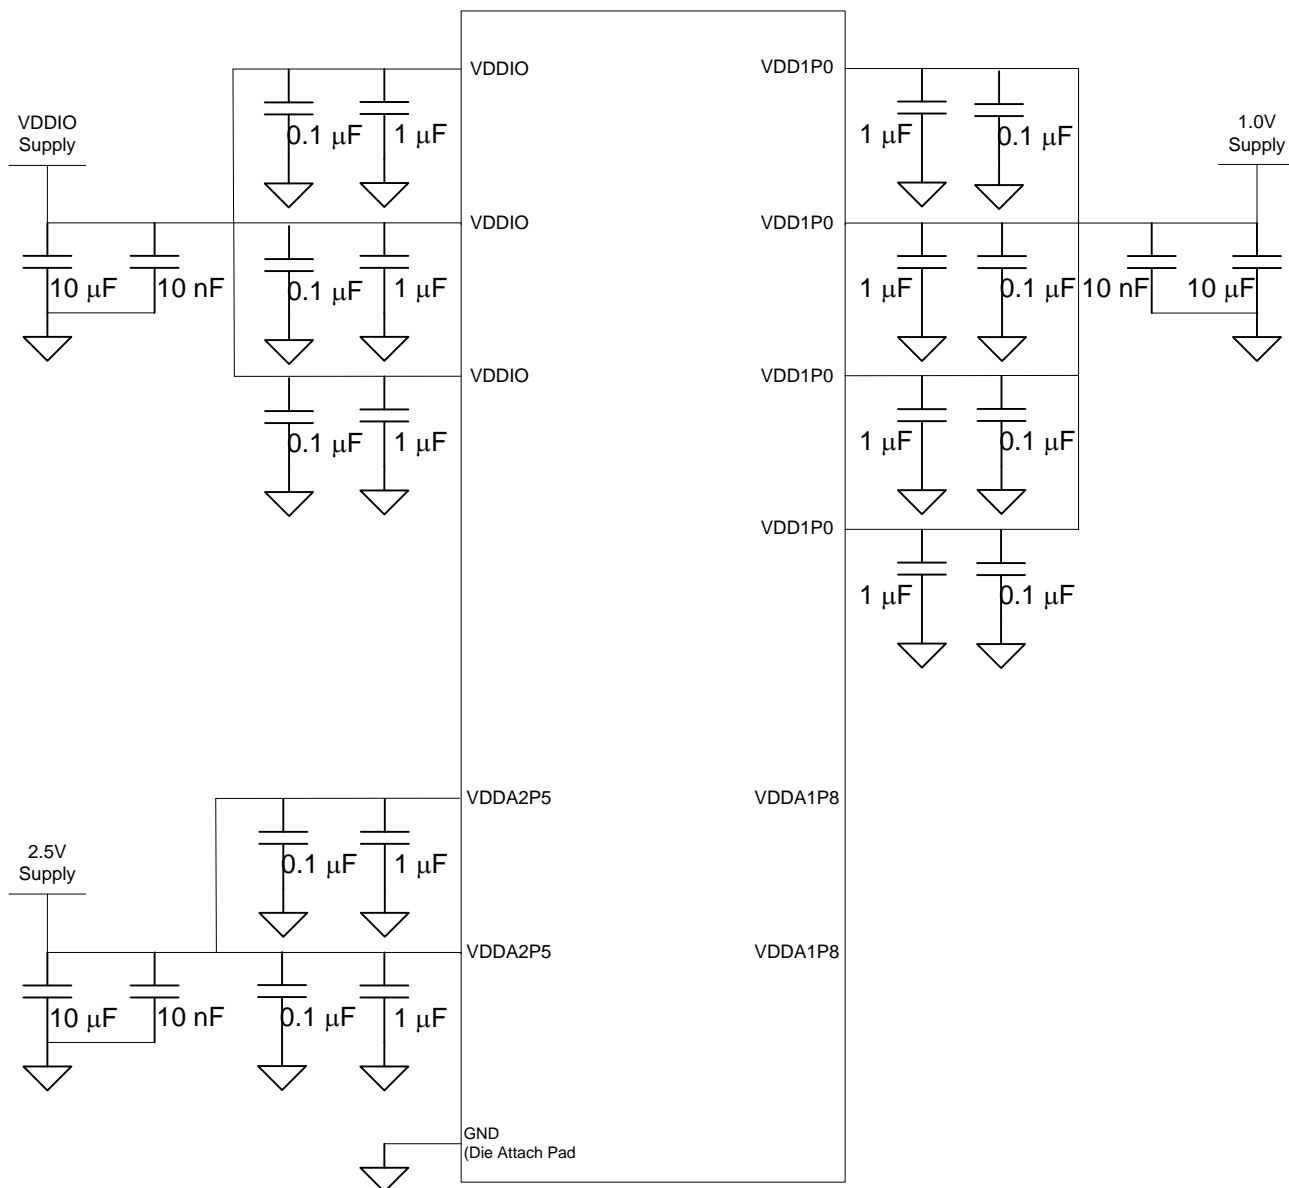 VDDIO
VDD1P0
0.1 μF
1 μF
1 μF
0.1 μF
VDDIO
Supply
1.0V
Supply
VDDIO
VDD1P0
10 μF
10 nF
0.1 μF
1 μF
1 μF
0.1 μF
10 nF
10 μF
VDDIO
VDD1P0
0.1 μF
1 μF
1 μF
0.1 μF
VDD1P0
1 μF
0.1 μF
VDDA2P5
VDDA1P8
0.1 μF
1 μF
2.5V
Supply
VDDA2P5
VDDA1P8
10 μF
10 nF
0.1 μF
1 μF
GND
(Die Attach Pad